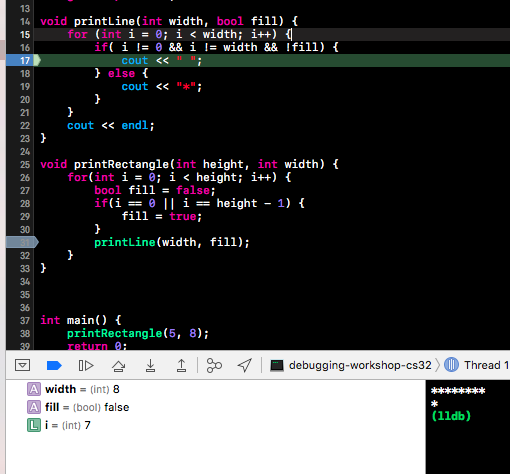 13
14 void printLine(int width, bool fill) {
15 for (int i = 0; i < width; i++) {
16 if( i != 0 && i != width && !fill) {
17 cout << " ";
18 } else {
19 cout << "*";
20 }
21 }
22 cout << endl;
23 }
24
25 void printRectangle(int height, int width) {
26 for(int i = 0; i < height; i++) {
27 bool fill = false;
28 if(i == 0 || i == height - 1) {
29 fill = true;
30 }
31 printLine(width, fill);
32 }
33 }
34
35
36
37 int main() {
38 printRectangle(5, 8);
39 return 0;
debugging-workshop-cs32 Thread 1
A width = (int) 8
A fill = (bool) false
L i = (int) 7
********
*
(lldb)